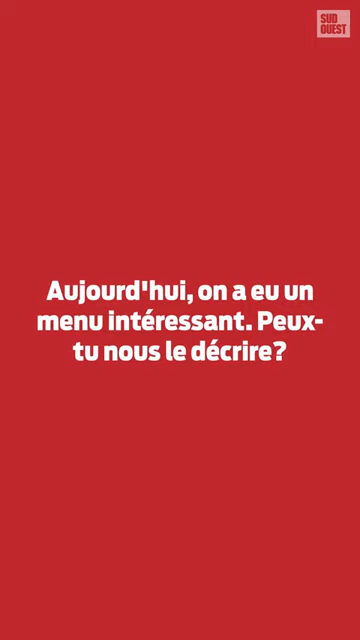 SUD
OUEST
Aujourd'hui, on a eu un
menu intéressant. Peux-
tu nous le décrire?